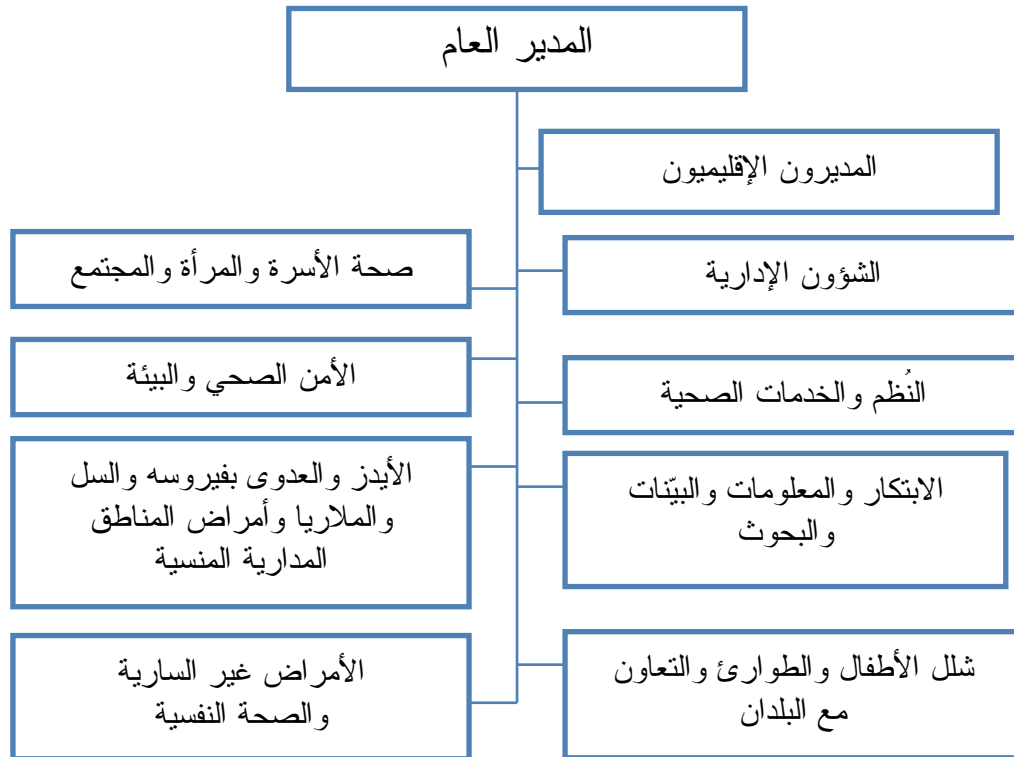 المدير العام
المديرون الإقليميون
الشؤون الإدارية
صحة الأسرة والمرأة والمجتمع
النُظم والخدمات الصحية
الأمن الصحي والبيئة
الابتكار والمعلومات والبيّنات
والبحوث
الأيدز والعدوى بفيروسه والسل
والملاريا وأمراض المناطق
المدارية المنسية
شلل الأطفال والطوارئ والتعاون
مع البلدان
الأمراض غير السارية
والصحة النفسية